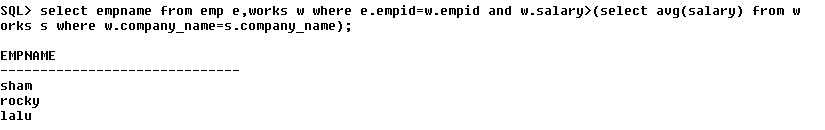 SQL> select empname from emp e,works w where e.empid=w.empid and w.salary>(select avg(salary) from w
orks s where w.company_name=s.company_name);
EMPNAME
------------------------------
sham
rocky
lalu